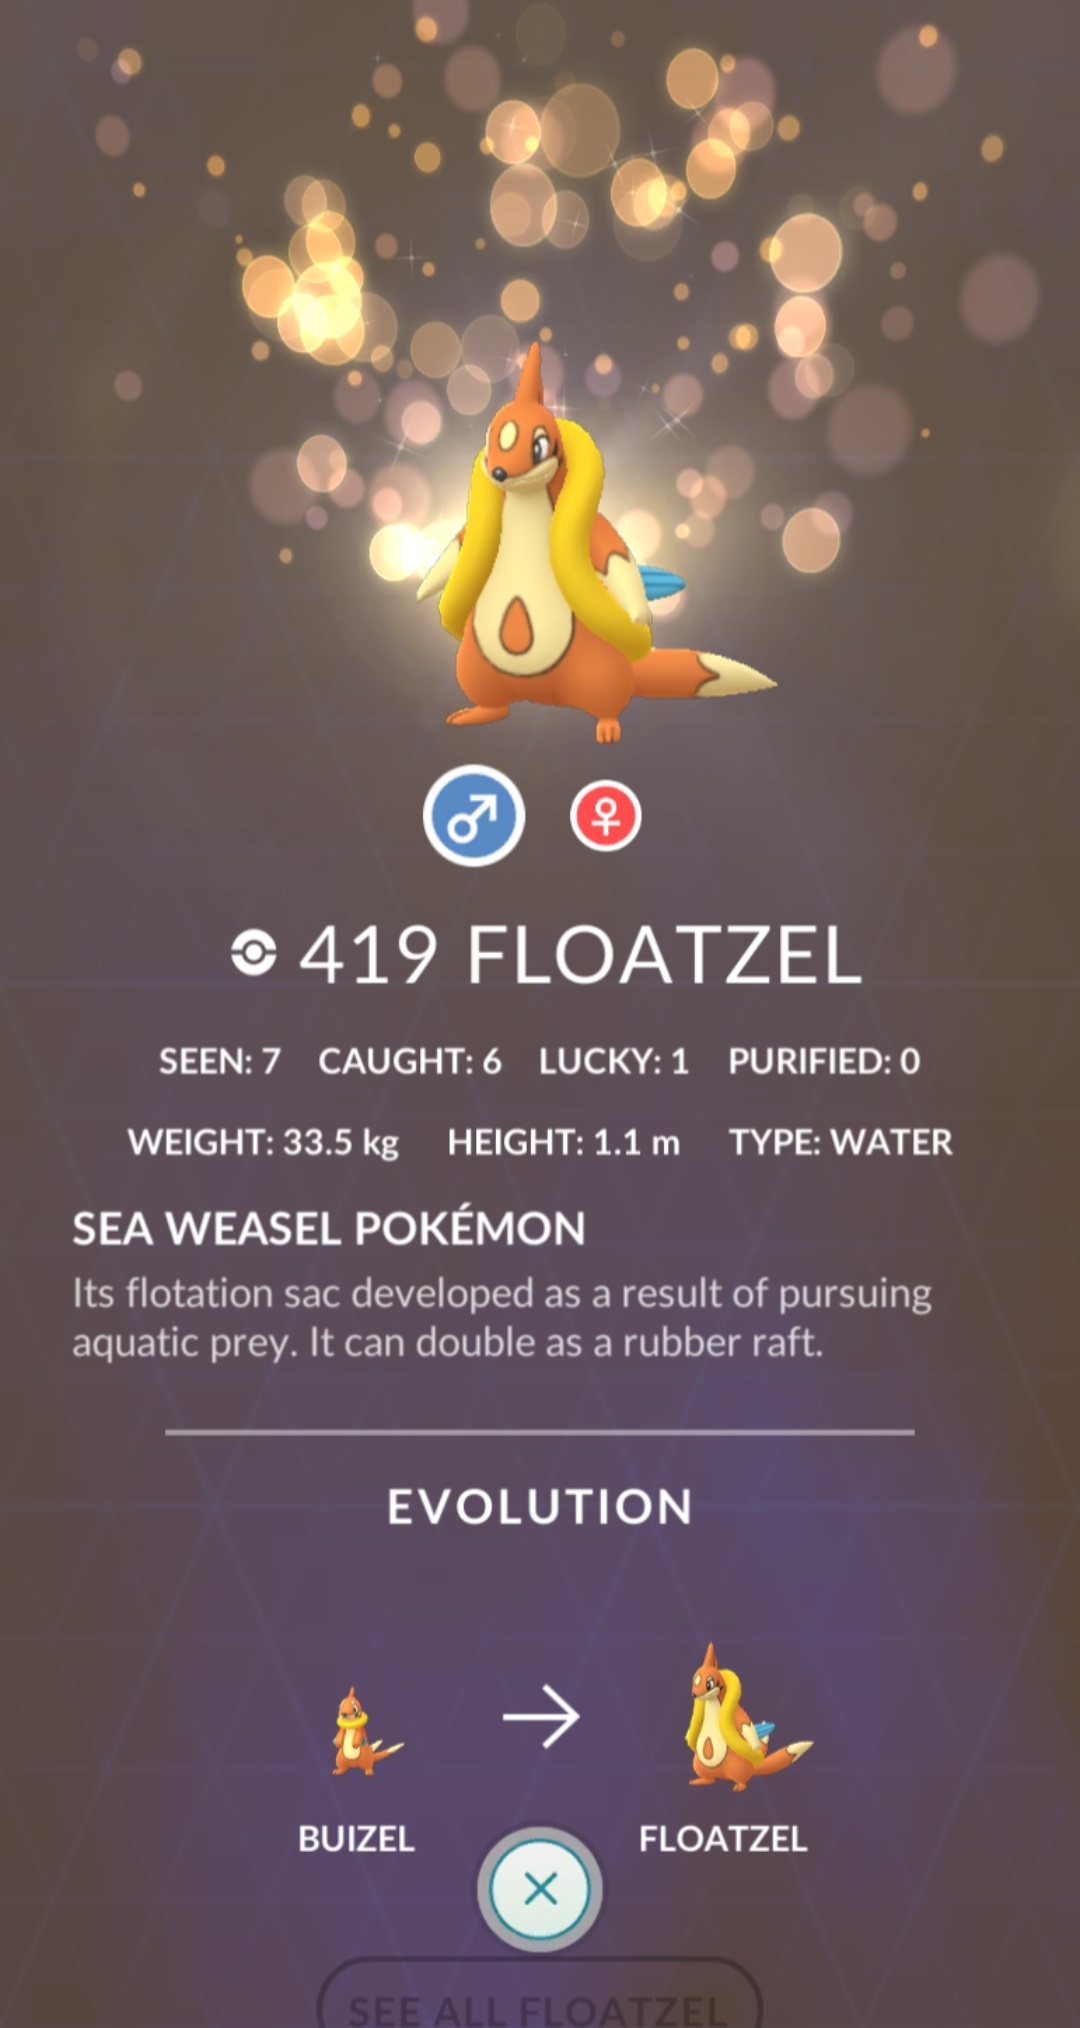 419 FLOATZEL
SEEN: 7 CAUGHT: 6 LUCKY: 1 PURIFIED: 0
WEIGHT: 33.5 kg HEIGHT: 1.1 m TYPE: WATER
SEA WEASEL POKÉMON
Its flotation sac developed as a result of pursuing
aquatic prey. It can double as a rubber raft.
EVOLUTION
BUIZEL FLOATZEL
SEE ALL FLOATZEL